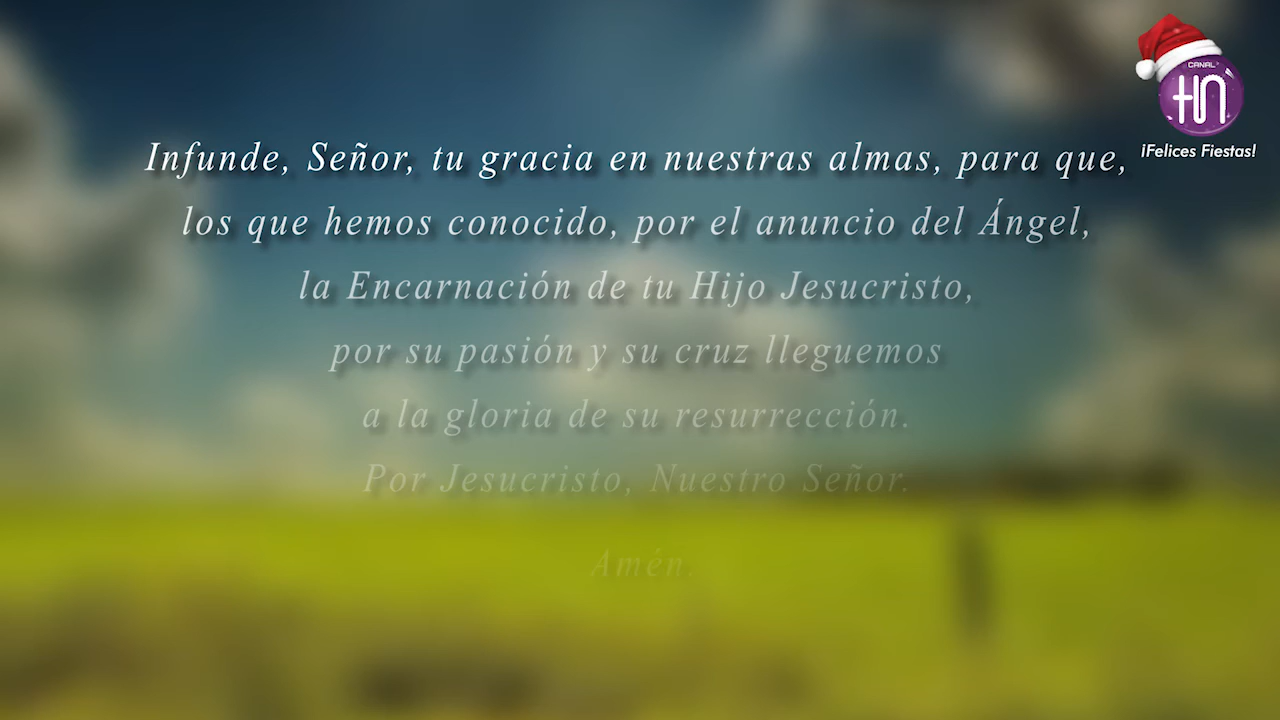 CANAL
HN
¡Felices Fiestas!
Infunde, Señor, tu gracia en nuestras almas, para que,
los que hemos conocido, por el anuncio del Ángel,
la Encarnación de tu Hijo Jesucristo,
por su pasión y su cruz lleguemos
a la gloria de su resurrección.
Por Jesucristo, Nuestro Señor.
Amén.